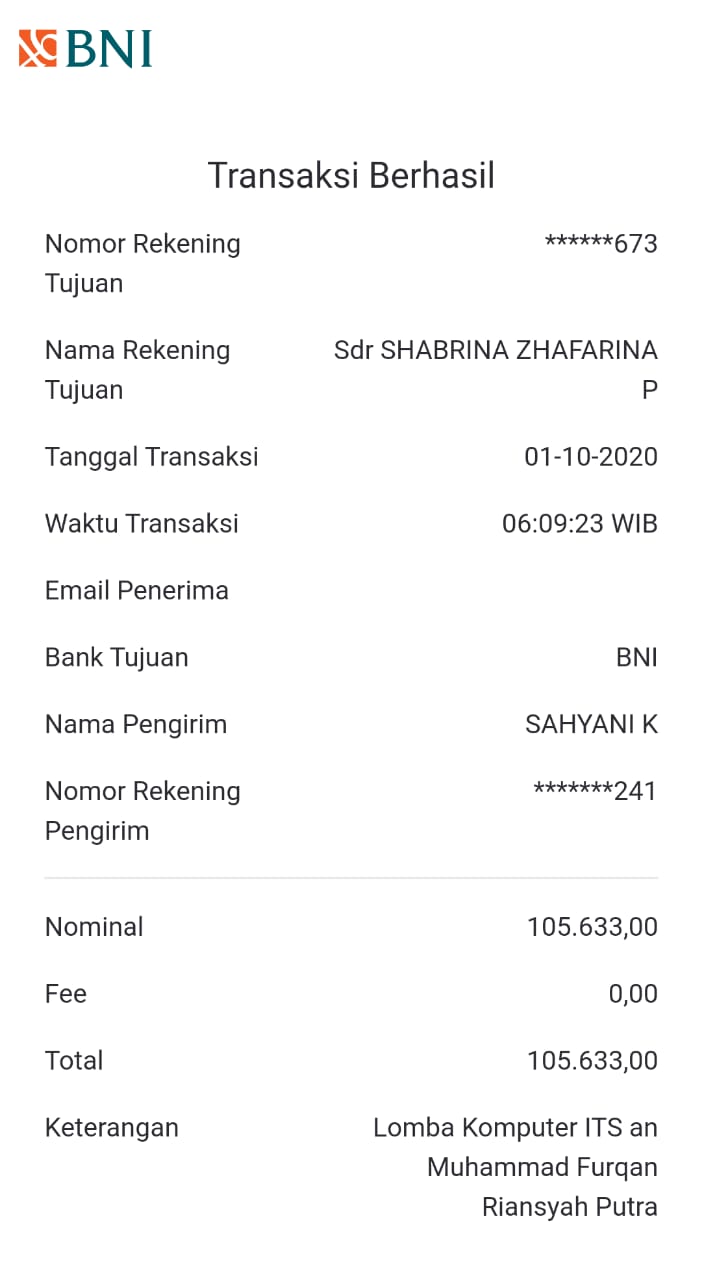 BNI
Transaksi Berhasil
Nomor Rekening ******673
Tujuan
Nama Rekening Sdr SHABRINA ZHAFARINA
Tujuan P
Tanggal Transaksi 01-10-2020
Waktu Transaksi 06:09:23 WIB
Email Penerima
Bank Tujuan BNI
Nama Pengirim SAHYANI K
Nomor Rekening *******241
Pengirim
Nominal 105.633,00
Fee 0,00
Total 105.633,00
Keterangan Lomba Komputer ITS an
Muhammad Furqan
Riansyah Putra